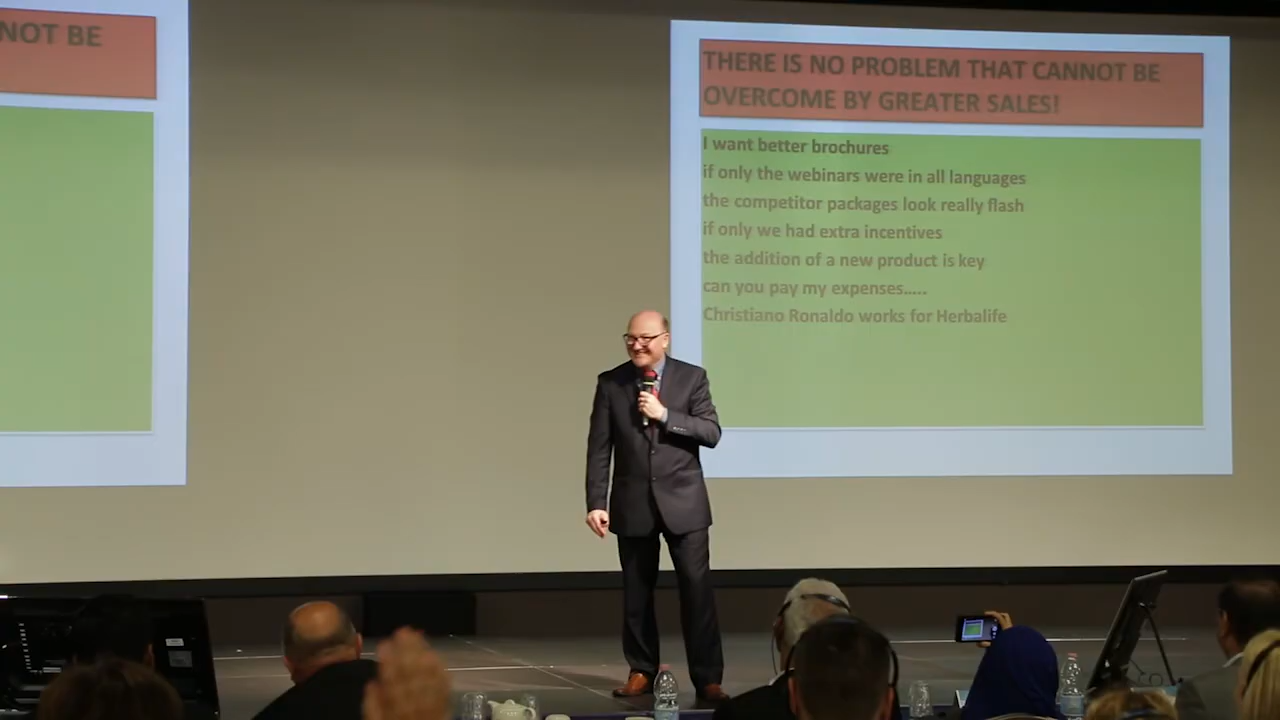 NOT BE
THERE IS NO PROBLEM THAT CANNOT BE
OVERCOME BY GREATER SALES!
I want better brochures
if only the webinars were in all languages
the competitor packages look really flash
if only we had extra incentives
the addition of a new product is key
can you pay my expenses…..
Christiano Ronaldo works for Herbalife